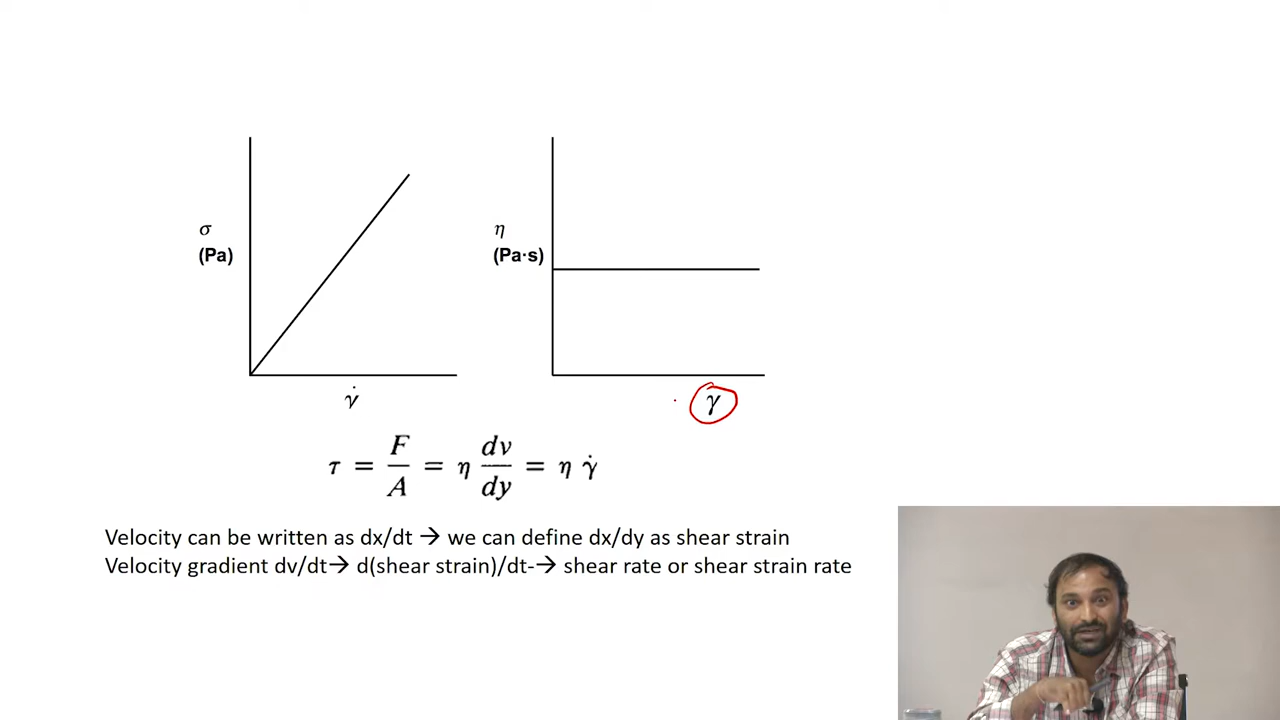 σ
(Pa)
η
(Pa·s)
γ̇
γ
τ = F/A = η dv/dy = η γ̇
Velocity can be written as dx/dt → we can define dx/dy as shear strain
Velocity gradient dv/dt→ d(shear strain)/dt-→ shear rate or shear strain rate